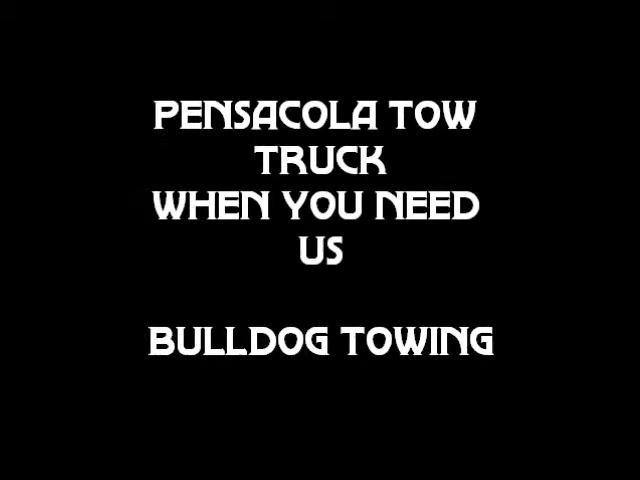 PENSACOLA TOW
TRUCK
WHEN YOU NEED
US
BULLDOG TOWING